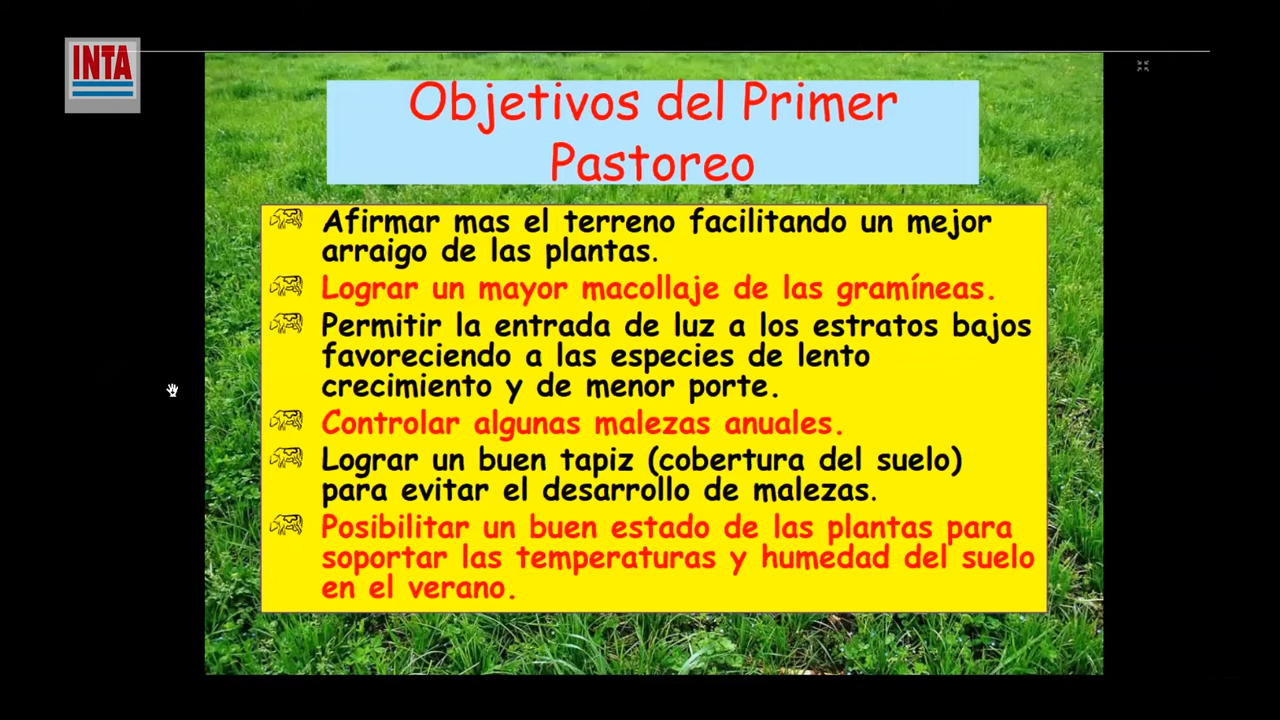 INTA
Objetivos del Primer
Pastoreo
Afirmar mas el terreno facilitando un mejor
arraigo de las plantas.
Lograr un mayor macollaje de las gramíneas.
Permitir la entrada de luz a los estratos bajos
favoreciendo a las especies de lento
crecimiento y de menor porte.
Controlar algunas malezas anuales.
Lograr un buen tapiz (cobertura del suelo)
para evitar el desarrollo de malezas.
Posibilitar un buen estado de las plantas para
soportar las temperaturas y humedad del suelo
en el verano.